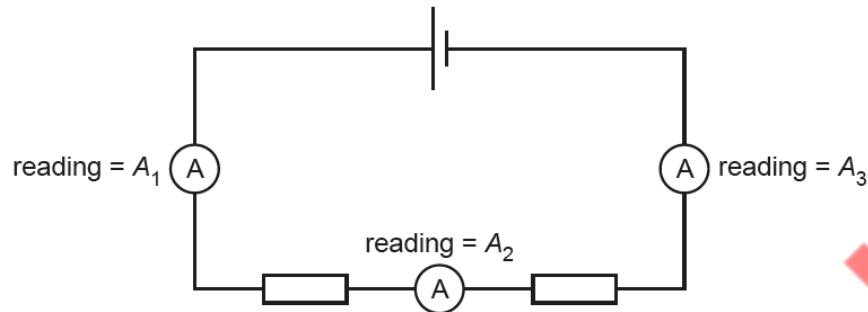 reading = A1
A
A
reading = A3
reading = A2
A